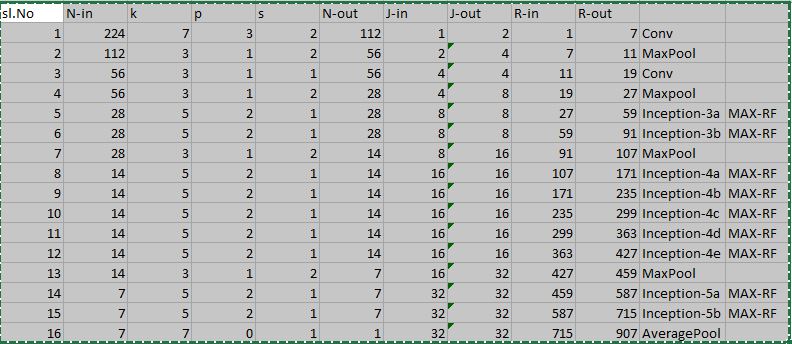 sl.No N-in k p s N-out J-in J-out R-in R-out
1 224 7 3 2 112 1 2 1 7 Conv
2 112 3 1 2 56 2 4 7 11 MaxPool
3 56 3 1 1 56 4 4 11 19 Conv
4 56 3 1 2 28 4 8 19 27 Maxpool
5 28 5 2 1 28 8 8 27 59 Inception-3a MAX-RF
6 28 5 2 1 28 8 8 59 91 Inception-3b MAX-RF
7 28 3 1 2 14 8 16 91 107 MaxPool
8 14 5 2 1 14 16 16 107 171 Inception-4a MAX-RF
9 14 5 2 1 14 16 16 171 235 Inception-4b MAX-RF
10 14 5 2 1 14 16 16 235 299 Inception-4c MAX-RF
11 14 5 2 1 14 16 16 299 363 Inception-4d MAX-RF
12 14 5 2 1 14 16 16 363 427 Inception-4e MAX-RF
13 14 3 1 2 7 16 32 427 459 MaxPool
14 7 5 2 1 7 32 32 459 587 Inception-5a MAX-RF
15 7 5 2 1 7 32 32 587 715 Inception-5b MAX-RF
16 7 7 0 1 1 32 32 715 907 AveragePool